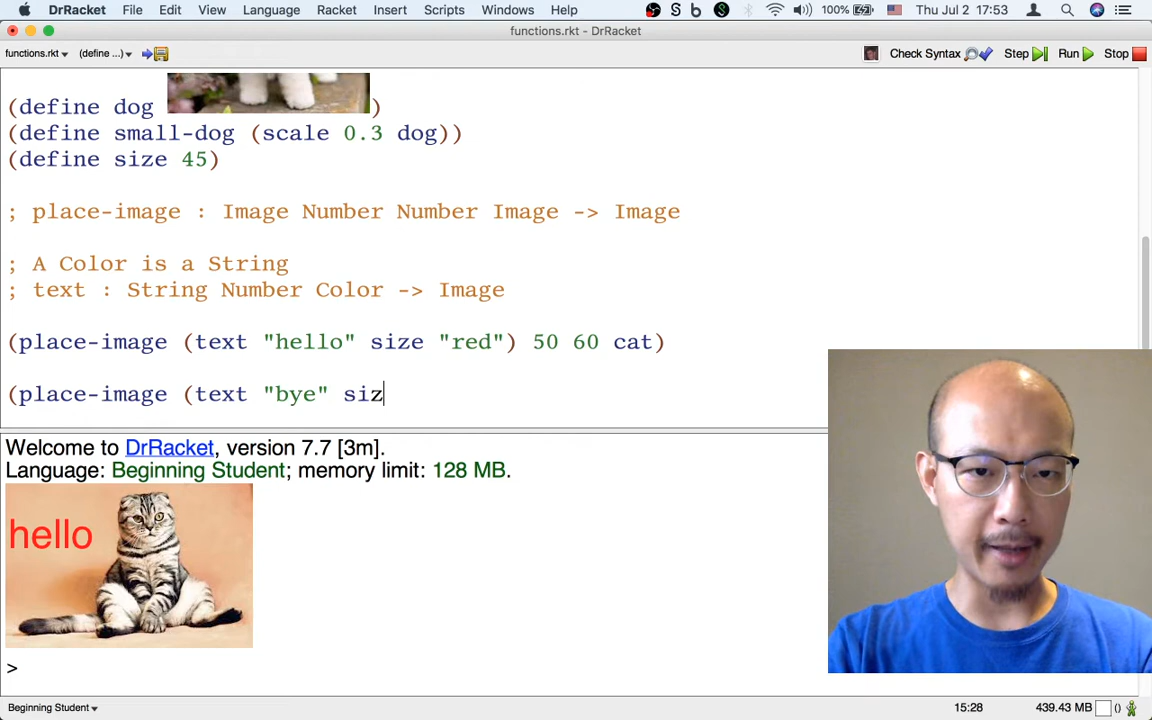 DrRacket File Edit View Language Racket Insert Scripts Windows Help 100% Thu Jul 2 17:53
functions.rkt - DrRacket
functions.rkt (define ...) Check Syntax Step Run Stop
(define dog )
(define small-dog (scale 0.3 dog))
(define size 45)
; place-image : Image Number Number Image -> Image
; A Color is a String
; text : String Number Color -> Image
(place-image (text "hello" size "red") 50 60 cat)
(place-image (text "bye" siz
Welcome to DrRacket, version 7.7 [3m].
Language: Beginning Student; memory limit: 128 MB.
hello
>
Beginning Student 15:28 439.43 MB ()